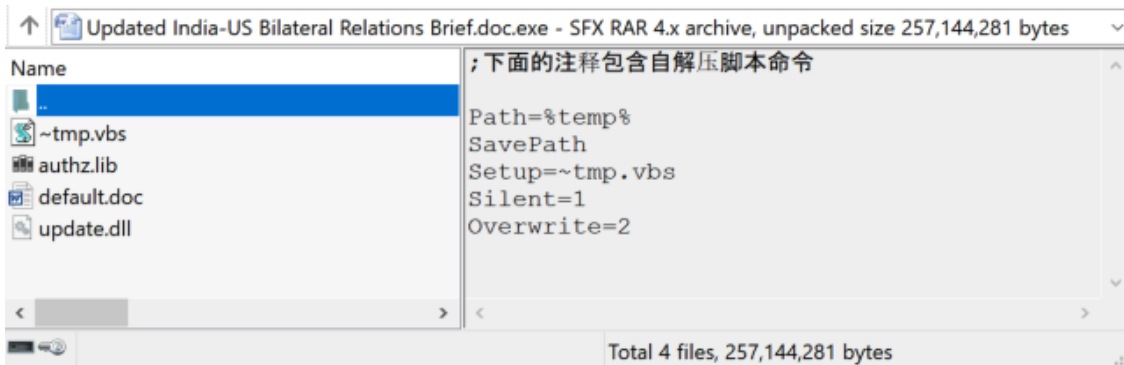 Updated India-US Bilateral Relations Brief.doc.exe - SFX RAR 4.x archive, unpacked size 257,144,281 bytes
Name
..
~tmp.vbs
authz.lib
default.doc
update.dll
;下面的注释包含自解压脚本命令
Path=%temp%
SavePath
Setup=~tmp.vbs
Silent=1
Overwrite=2
Total 4 files, 257,144,281 bytes